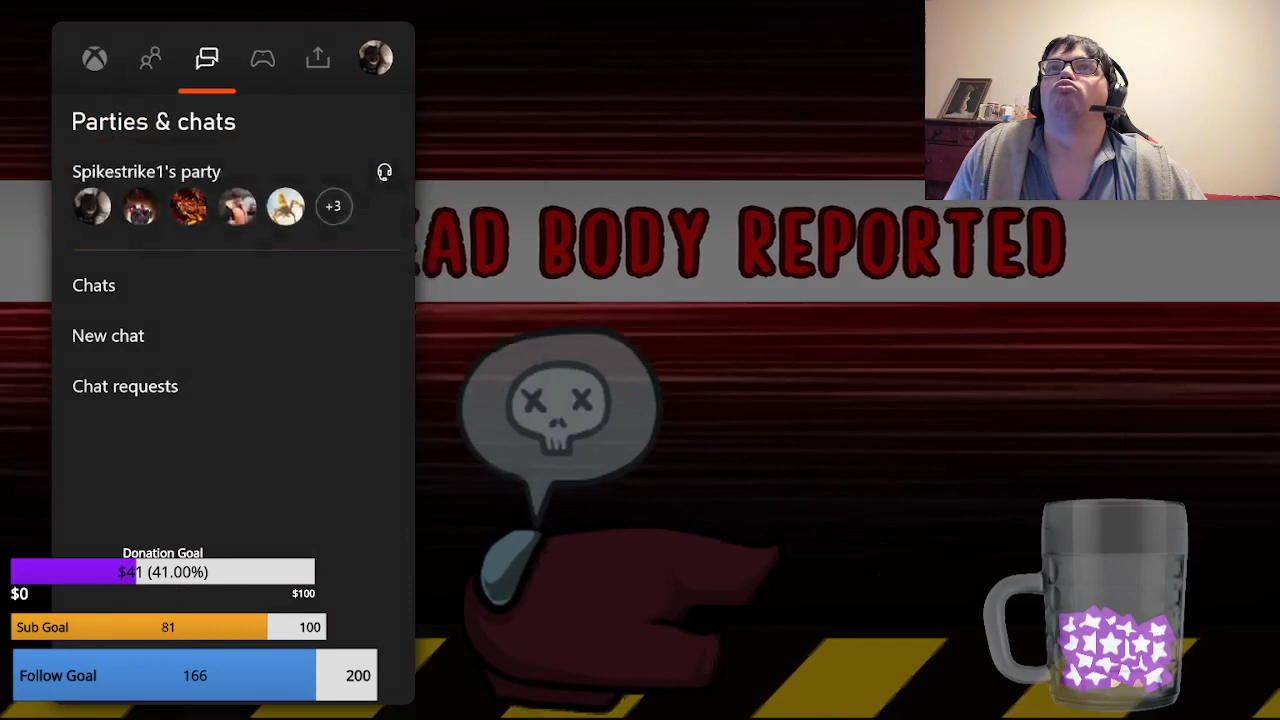 Parties & chats
Spikestrike1's party
+3
EAD BODY REPORTED
Chats
New chat
Chat requests
Donation Goal
$41 (41.00%)
$0
$100
Sub Goal 81 100
Follow Goal 166 200